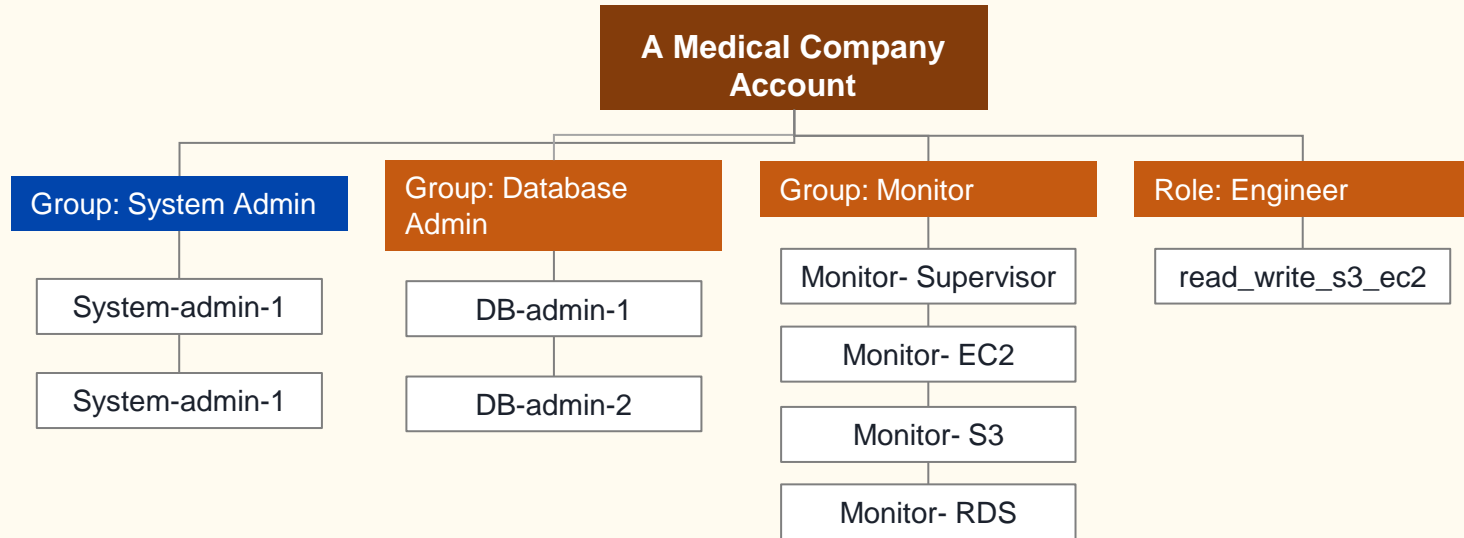 A Medical Company
Account
Group: System Admin
System-admin-1
System-admin-1
Group: Database
Admin
DB-admin-1
DB-admin-2
Group: Monitor
Monitor- Supervisor
Monitor- EC2
Monitor- S3
Monitor- RDS
Role: Engineer
read_write_s3_ec2